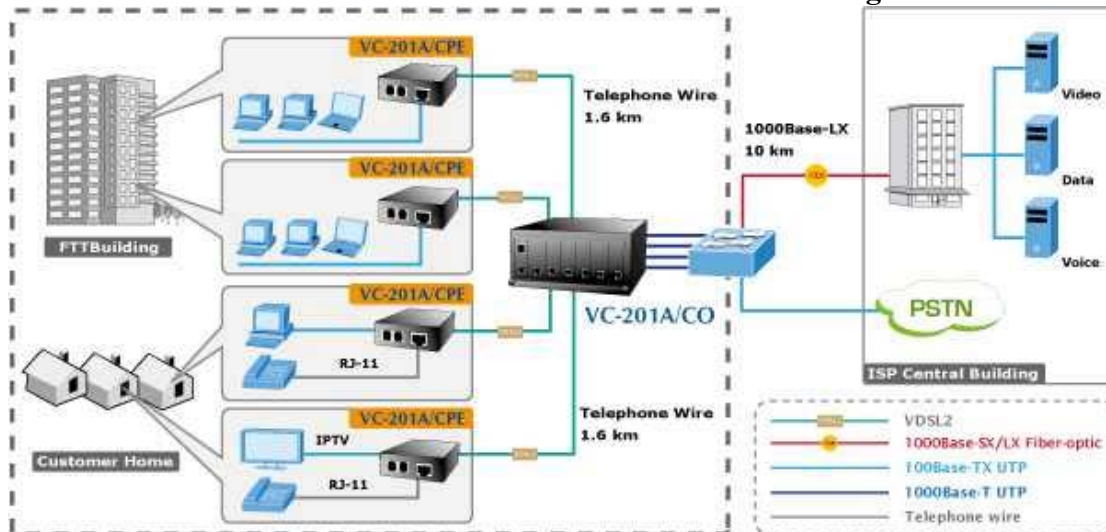 VC-201A/CPE
Telephone Wire
1.6 km
VC-201A/CPE
FTTBuilding
VC-201A/CPE
RJ-11
VC-201A/CPE
IPTV
RJ-11
Customer Home
Telephone Wire
1.6 km
VC-201A/CO
1000Base-LX
10 km
Video
Data
Voice
PSTN
ISP Central Building
VDSL2
1000Base-SX/LX Fiber-optic
100Base-TX UTP
1000Base-T UTP
Telephone wire